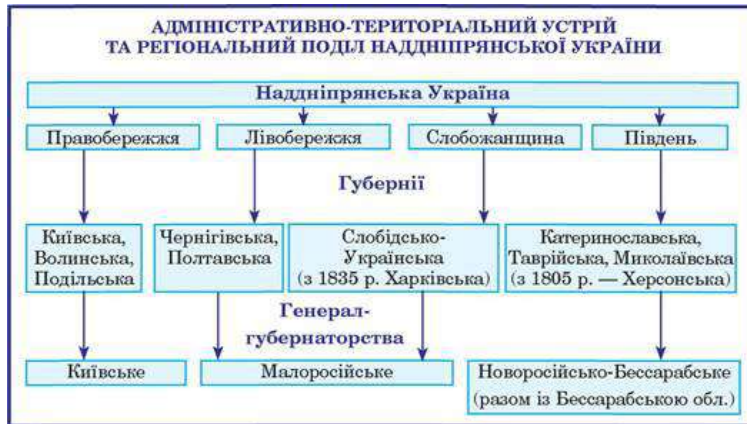 АДМІНІСТРАТИВНО-ТЕРИТОРІАЛЬНИЙ УСТРІЙ
ТА РЕГІОНАЛЬНИЙ ПОДІЛ НАДДНІПРЯНСЬКОЇ УКРАЇНИ
Наддніпрянська Україна
Правобережжя
Лівобережжя
Слобожанщина
Південь
Губернії
Київська,
Волинська,
Подільська
Чернігівська,
Полтавська
Слобідсько-
Українська
(з 1835 р. Харківська)
Катеринославська,
Таврійська, Миколаївська
(з 1805 р. — Херсонська)
Генерал-
губернаторства
Київське
Малоросійське
Новоросійсько-Бессарабське
(разом із Бессарабською обл.)